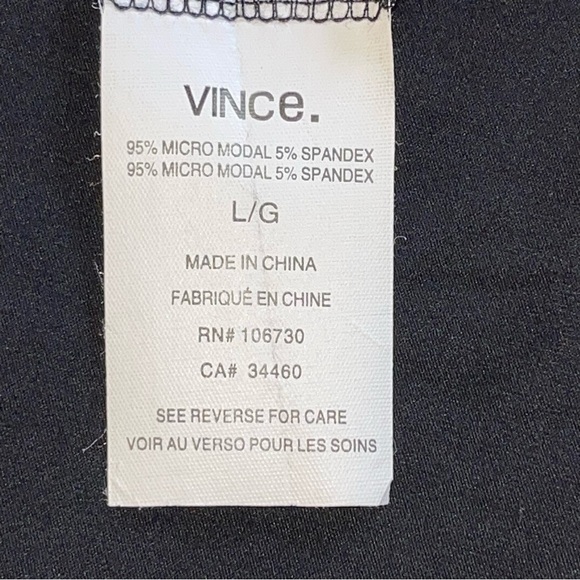 VINCe.
95% MICRO MODAL 5% SPANDEX
95% MICRO MODAL 5% SPANDEX
L/G
MADE IN CHINA
FABRIQUÉ EN CHINE
RN# 106730
CA# 34460
SEE REVERSE FOR CARE
VOIR AU VERSO POUR LES SOINS